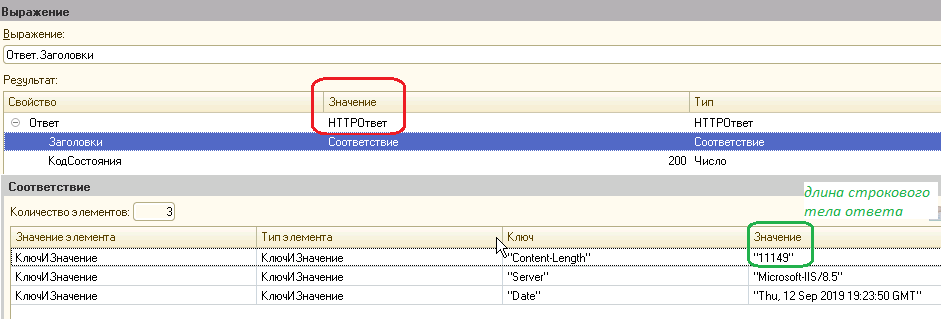 Выражение
Выражение:
Ответ.Заголовки
Результат:
Свойство Значение Тип
Ответ HTTPОтвет HTTPОтвет
Заголовки Соответствие Соответствие
КодСостояния 200 Число
Соответствие
длина строкового
тела ответа
Количество элементов: 3
Значение элемента Тип элемента Ключ Значение
КлючИЗначение КлючИЗначение "Content-Length" "11149"
КлючИЗначение КлючИЗначение "Server" "Microsoft-IIS/8.5"
КлючИЗначение КлючИЗначение "Date" "Thu, 12 Sep 2019 19:23:50 GMT"